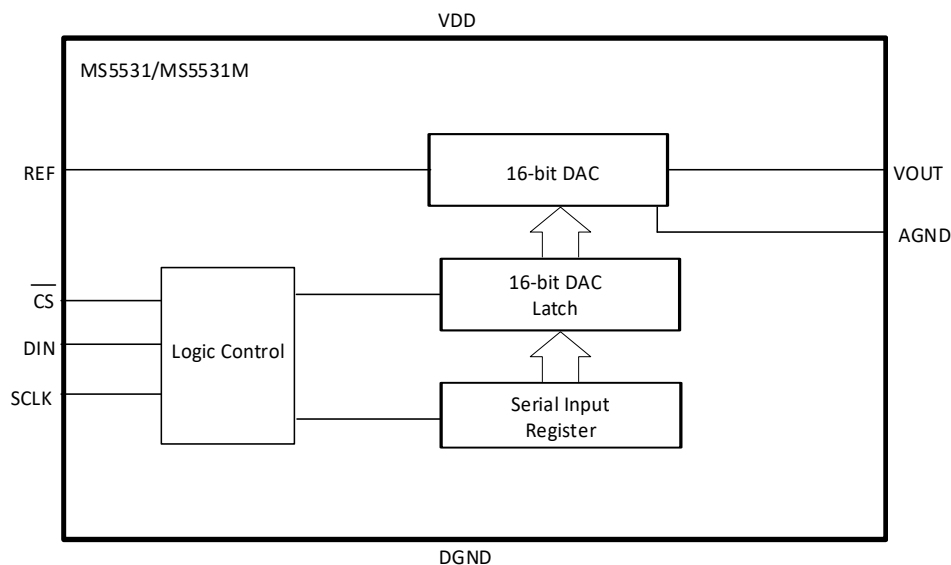 VDD
MS5531/MS5531M
REF
16-bit DAC
VOUT
AGND
CS
16-bit DAC
Latch
DIN
Logic Control
SCLK
Serial Input
Register
DGND